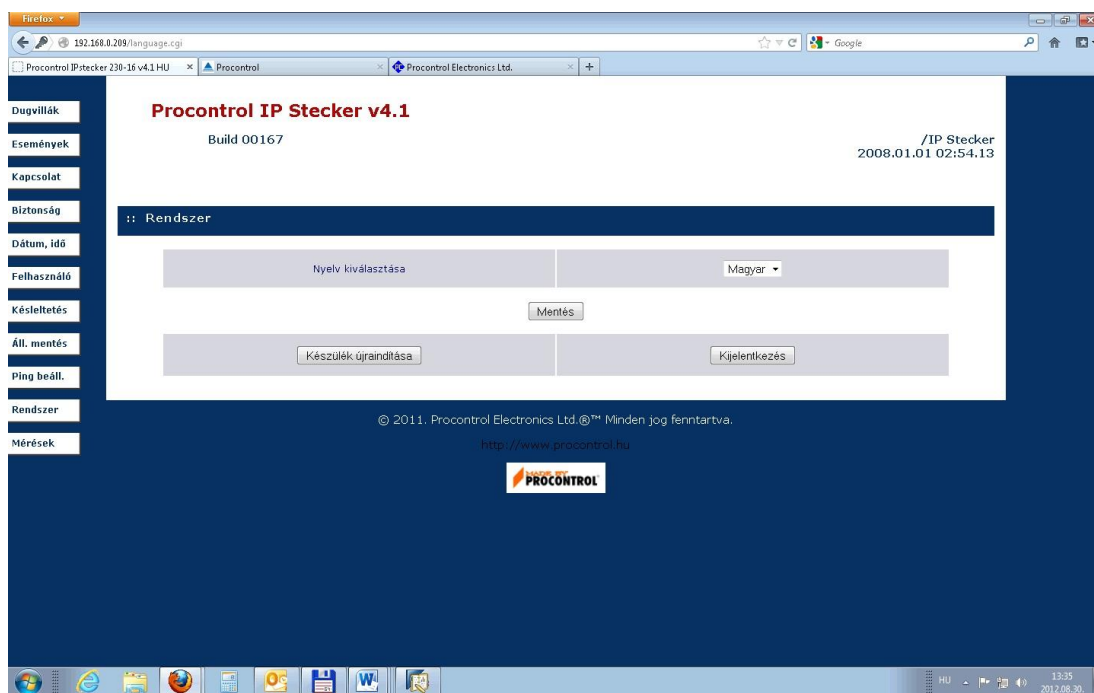 Firefox
192.168.0.209/language.cgi
Google
Procontrol IPstecker 230-16 v4.1 HU
Procontrol
Procontrol Electronics Ltd.
Dugvillák
Események
Kapcsolat
Biztonság
Dátum, idő
Felhasználó
Késleltetés
Áll. mentés
Ping beáll.
Rendszer
Mérések
Procontrol IP Stecker v4.1
Build 00167
/IP Stecker
2008.01.01 02:54.13
:: Rendszer
Nyelv kiválasztása
Magyar
Mentés
Készülék újraindítása
Kijelentkezés
© 2011. Procontrol Electronics Ltd.®™ Minden jog fenntartva.
http://www.procontrol.hu
MADE BY
PROCONTROL
HU
13:35
2012.08.30.